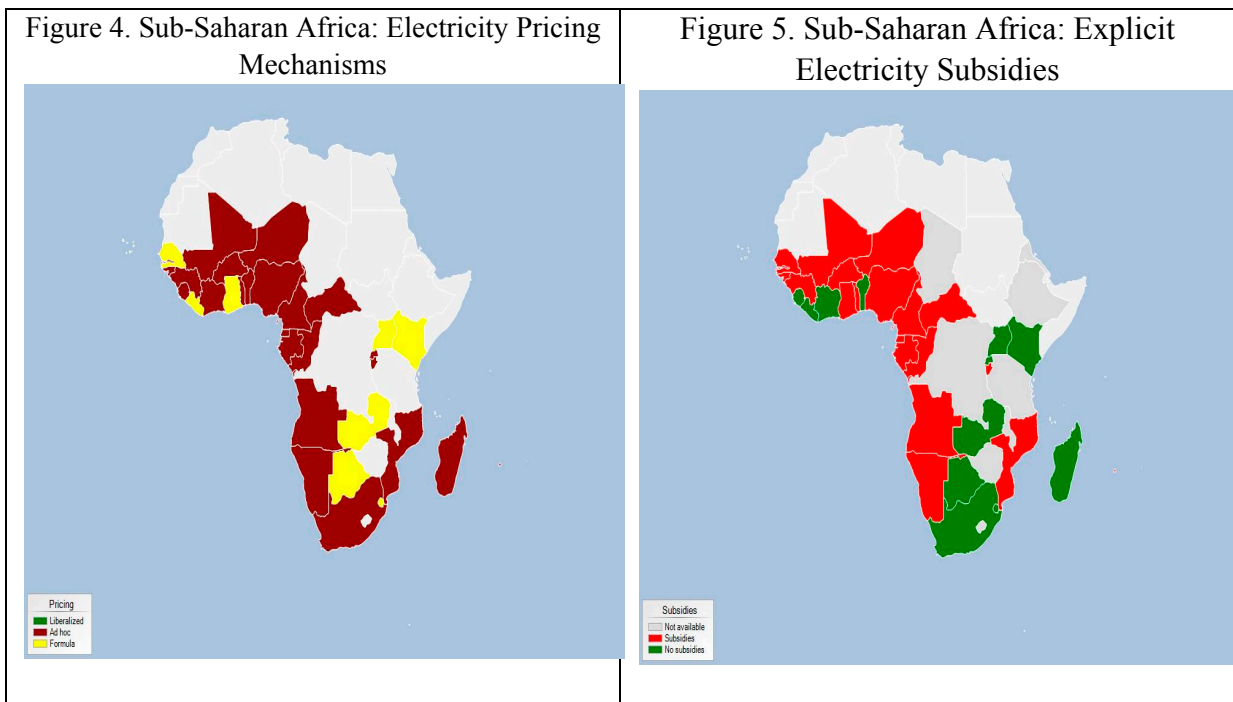 Figure 4. Sub-Saharan Africa: Electricity Pricing
Mechanisms
Pricing
Liberalized
Ad hoc
Formula
Figure 5. Sub-Saharan Africa: Explicit
Electricity Subsidies
Subsidies
Not available
Subsidies
No subsidies